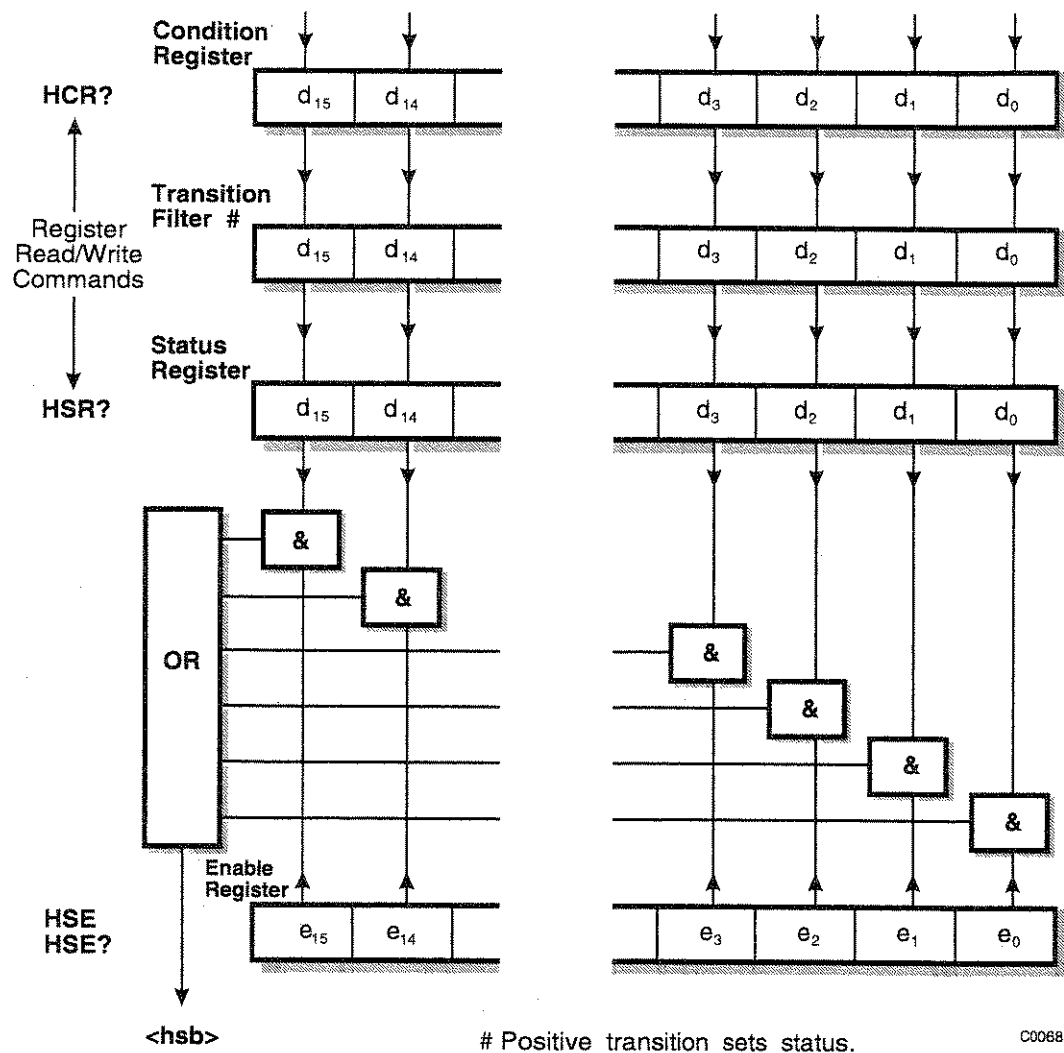 Condition
Register
HCR?
d15 d14 d3 d2 d1 d0
Transition
Filter #
Register
Read/Write
Commands
d15 d14 d3 d2 d1 d0
Status
Register
HSR?
d15 d14 d3 d2 d1 d0
&
&
OR
&
&
&
&
Enable
Register
HSE
HSE?
e15 e14 e3 e2 e1 e0
<hsb>
# Positive transition sets status.
C0068